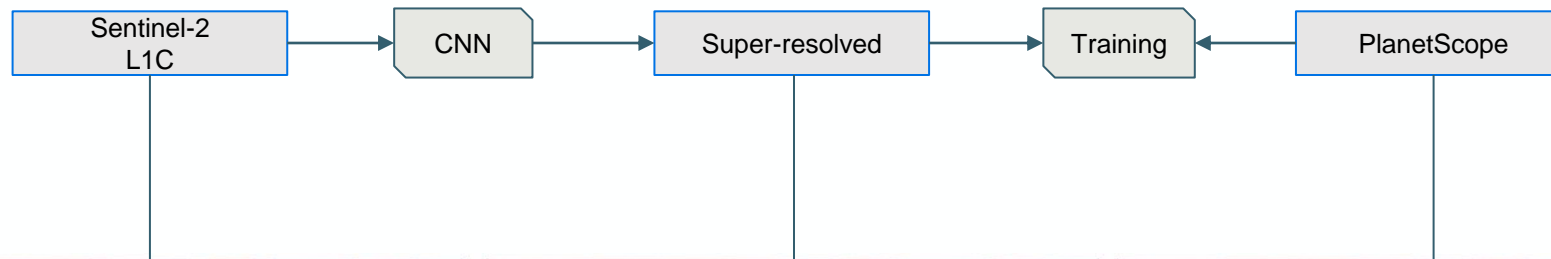 Sentinel-2
L1C
CNN
Super-resolved
Training
PlanetScope